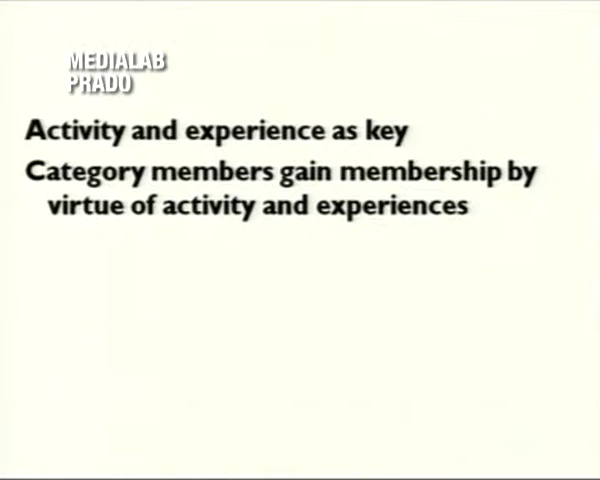 MEDIALAB
PRADO
Activity and experience as key
Category members gain membership by
virtue of activity and experiences